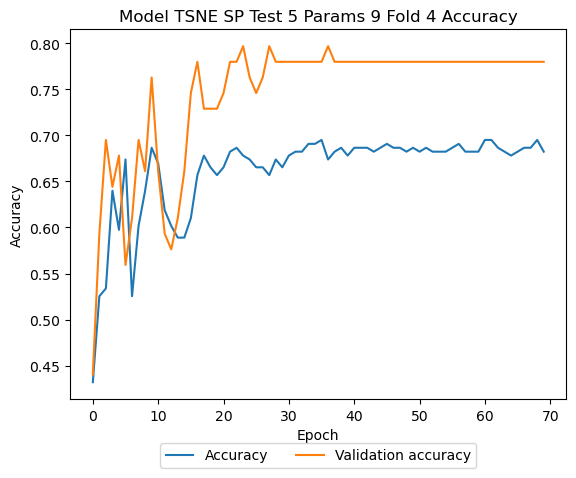 Model TSNE SP Test 5 Params 9 Fold 4 Accuracy
0.80
0.75
0.70
0.65
0.60
0.55
0.50
0.45
Accuracy
0 10 20 30 40 50 60 70
Epoch
Accuracy Validation accuracy